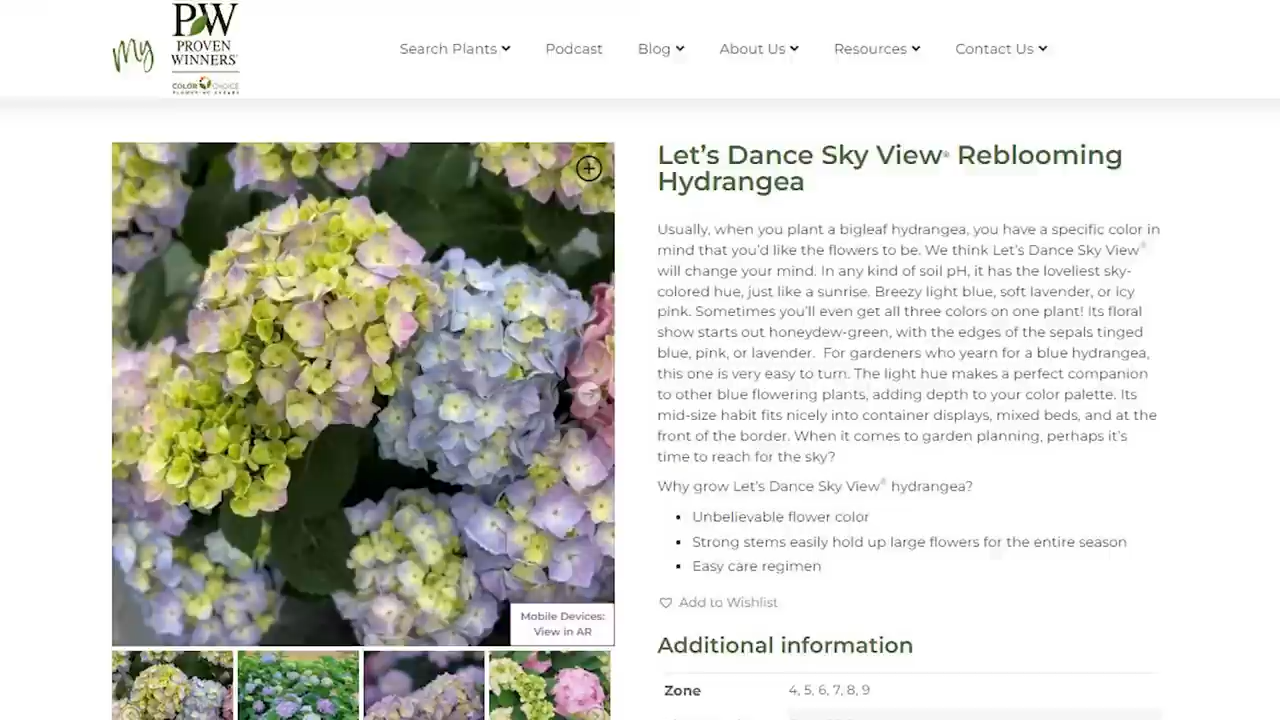 my
PW
PROVEN
WINNERS®
COLOR CHOICE
FLOWERING SHRUBS
Search Plants
Podcast
Blog
About Us
Resources
Contact Us
Let's Dance Sky View® Reblooming
Hydrangea
Usually, when you plant a bigleaf hydrangea, you have a specific color in
mind that you'd like the flowers to be. We think Let's Dance Sky View®
will change your mind. In any kind of soil pH, it has the loveliest sky-
colored hue, just like a sunrise. Breezy light blue, soft lavender, or icy
pink. Sometimes you'll even get all three colors on one plant! Its floral
show starts out honeydew-green, with the edges of the sepals tinged
blue, pink, or lavender. For gardeners who yearn for a blue hydrangea,
this one is very easy to turn. The light hue makes a perfect companion
to other blue flowering plants, adding depth to your color palette. Its
mid-size habit fits nicely into container displays, mixed beds, and at the
front of the border. When it comes to garden planning, perhaps it's
time to reach for the sky?
Why grow Let's Dance Sky View® hydrangea?
Unbelievable flower color
Strong stems easily hold up large flowers for the entire season
Easy care regimen
Add to Wishlist
Mobile Devices:
View in AR
Additional information
Zone 4, 5, 6, 7, 8, 9